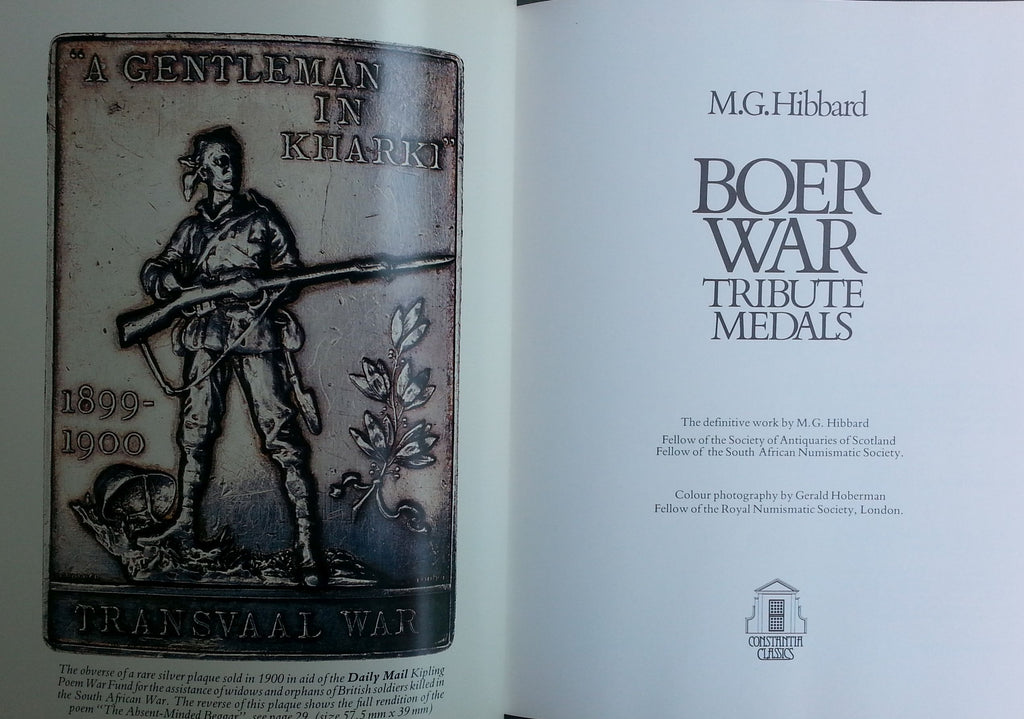 "A GENTLEMAN
IN
KHARKI"
1899-
1900
TRANSVAAL WAR
The obverse of a rare silver plaque sold in 1900 in aid of the Daily Mail Kipling
Poem War Fund for the assistance of widows and orphans of British soldiers killed in
the South African War. The reverse of this plaque shows the full rendition of the
poem "The Absent-Minded Beggar", see page 29. (size 57,5 mm x 39 mm)
M.G.Hibbard
BOER
WAR
TRIBUTE
MEDALS
The definitive work by M.G. Hibbard
Fellow of the Society of Antiquaries of Scotland
Fellow of the South African Numismatic Society.
Colour photography by Gerald Hoberman
Fellow of the Royal Numismatic Society, London.
CONSTANTIA
CLASSICS